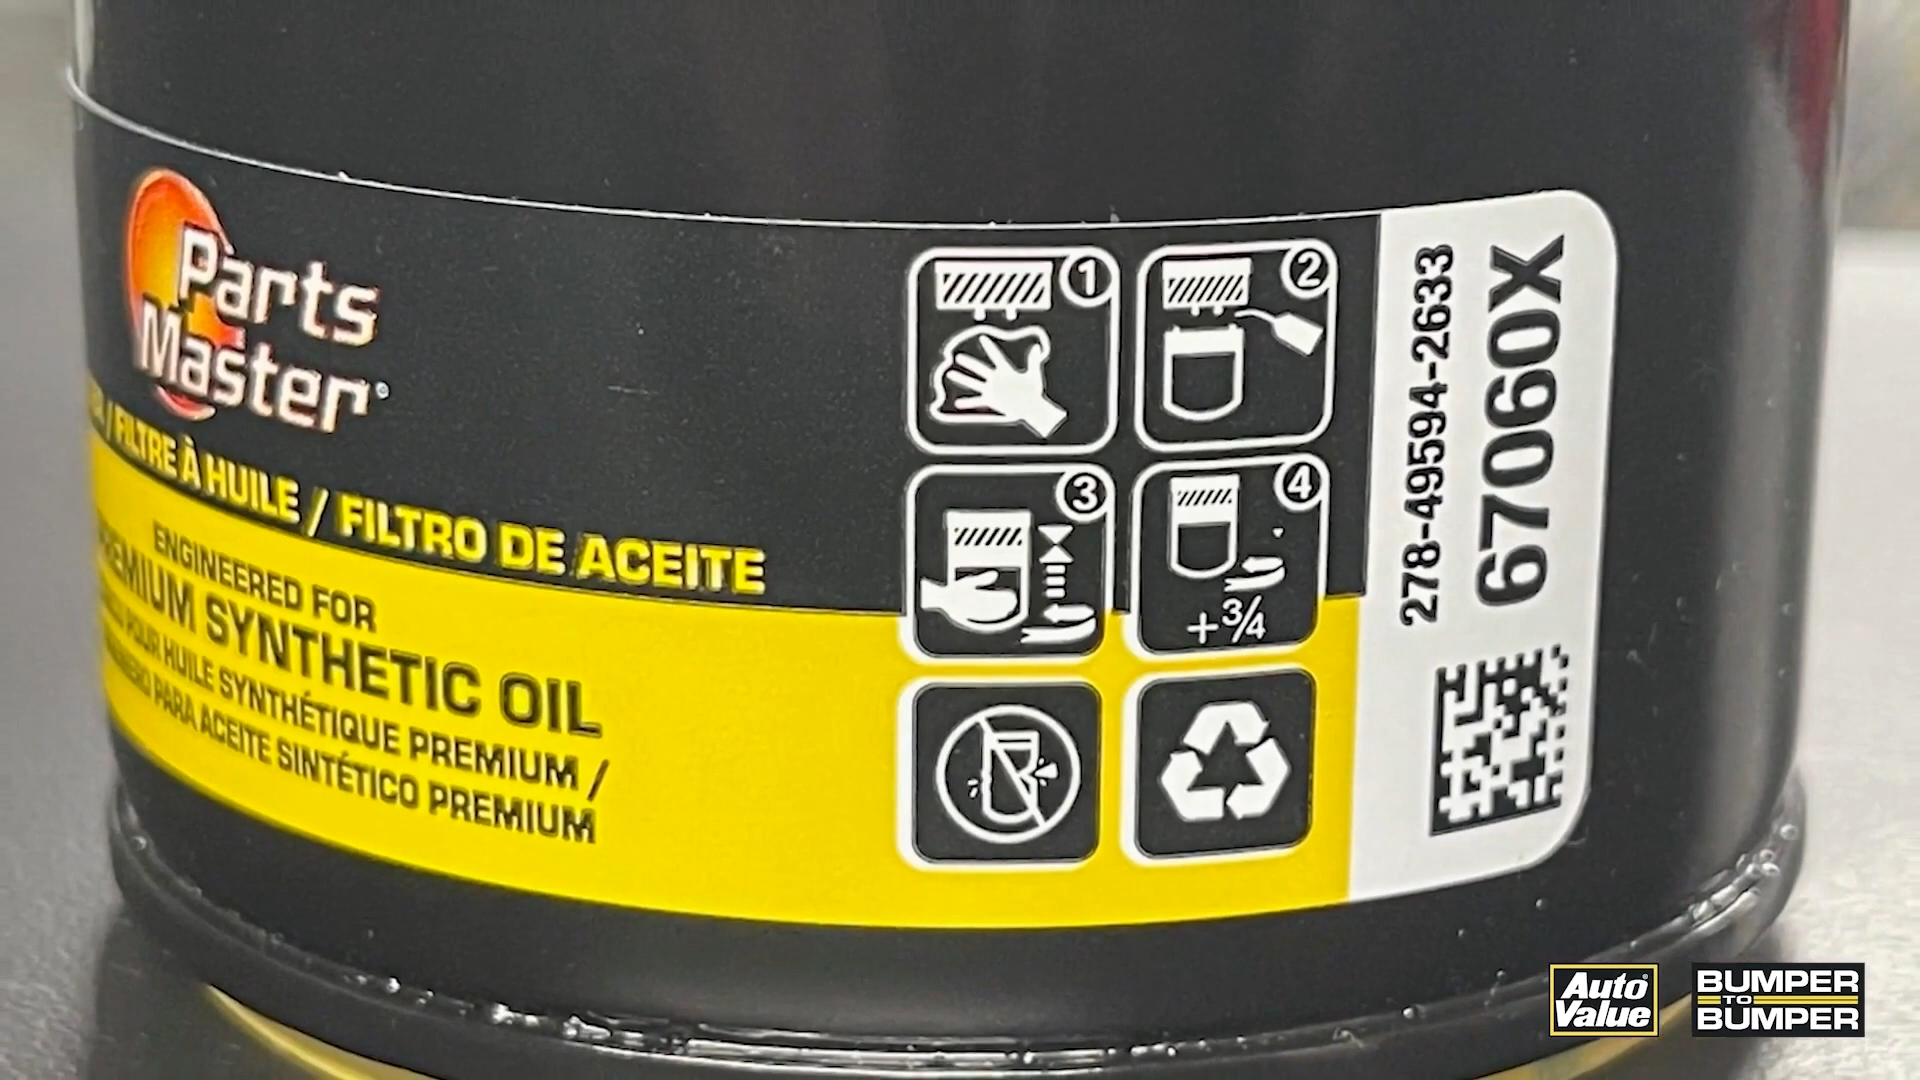 Parts
Master
/ FILTRE À HUILE / FILTRO DE ACEITE
ENGINEERED FOR
PREMIUM SYNTHETIC OIL
POUR HUILE SYNTHÉTIQUE PREMIUM /
PARA ACEITE SINTÉTICO PREMIUM
1
2
3
4
+3/4
278-49594-2633
67060X
Auto
Value
BUMPER
TO
BUMPER